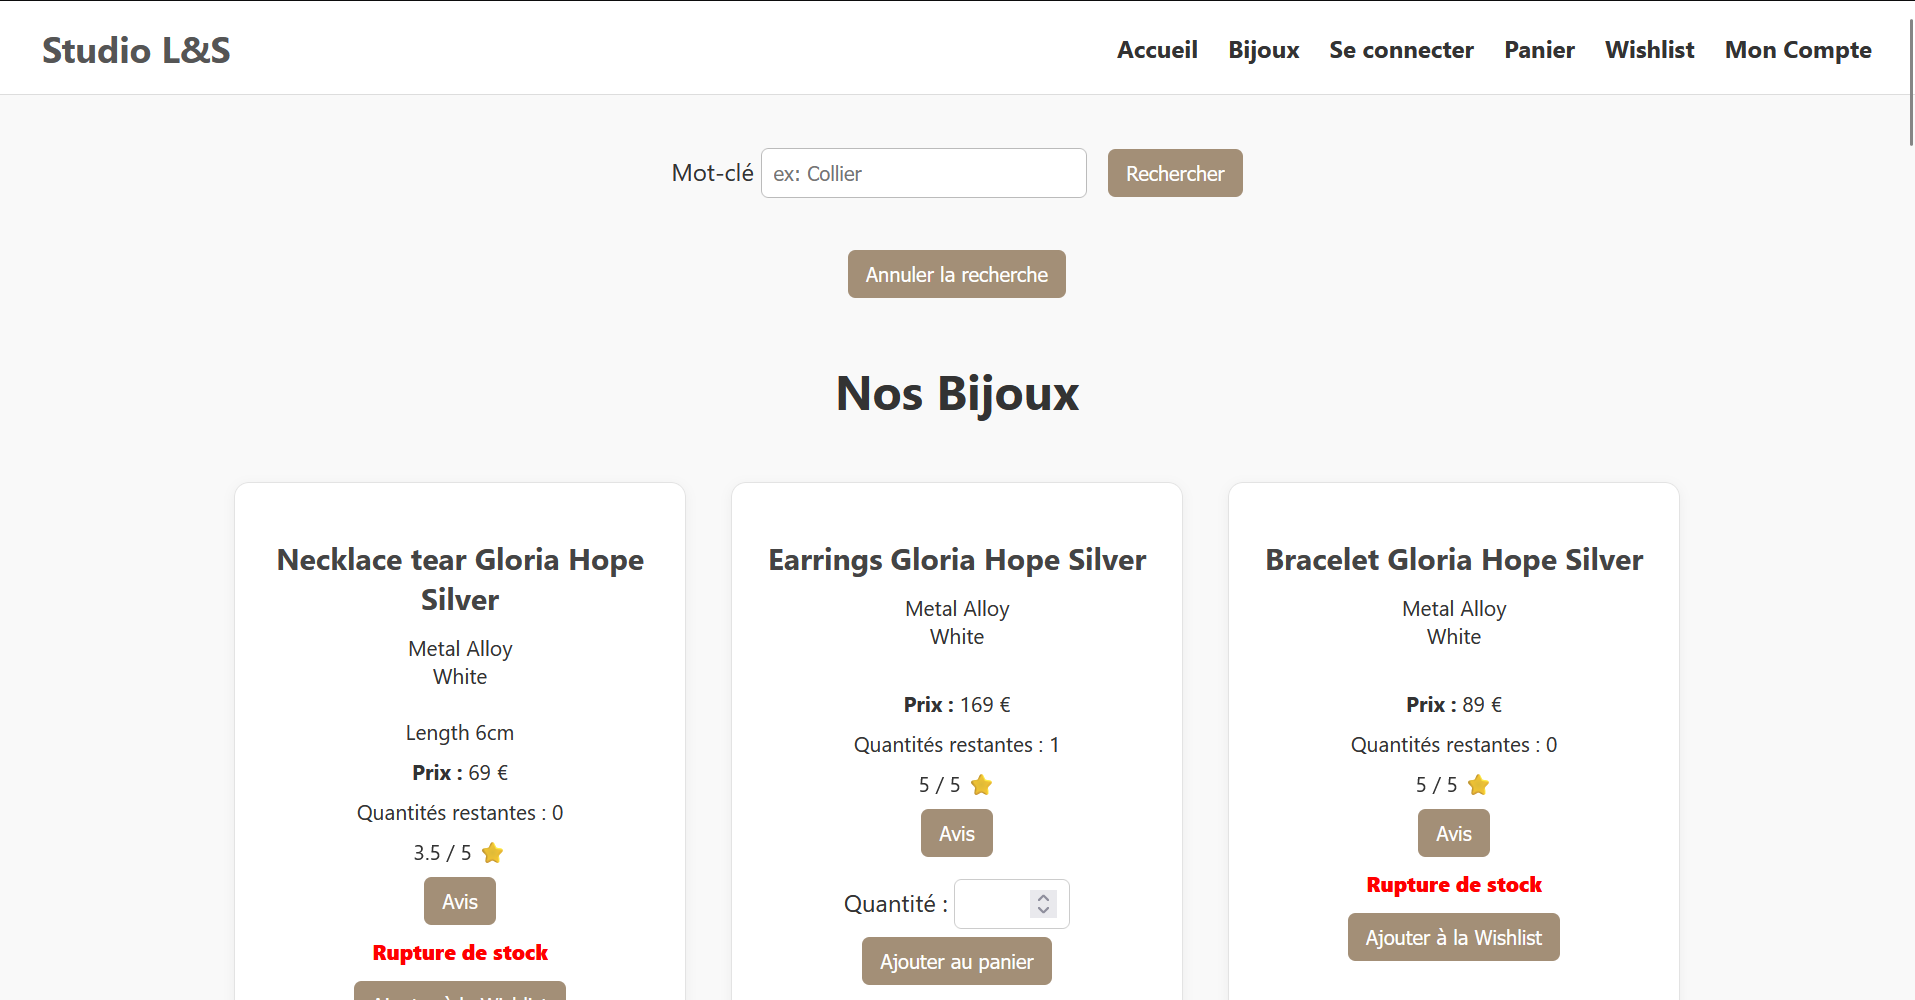 Studio L&S
Accueil Bijoux Se connecter Panier Wishlist Mon Compte
Mot-clé ex: Collier Rechercher
Annuler la recherche
Nos Bijoux
Necklace tear Gloria Hope
Silver
Metal Alloy
White
Length 6cm
Prix : 69 €
Quantités restantes : 0
3.5 / 5
Avis
Rupture de stock
Earrings Gloria Hope Silver
Metal Alloy
White
Prix : 169 €
Quantités restantes : 1
5 / 5
Avis
Quantité :
Ajouter au panier
Bracelet Gloria Hope Silver
Metal Alloy
White
Prix : 89 €
Quantités restantes : 0
5 / 5
Avis
Rupture de stock
Ajouter à la Wishlist